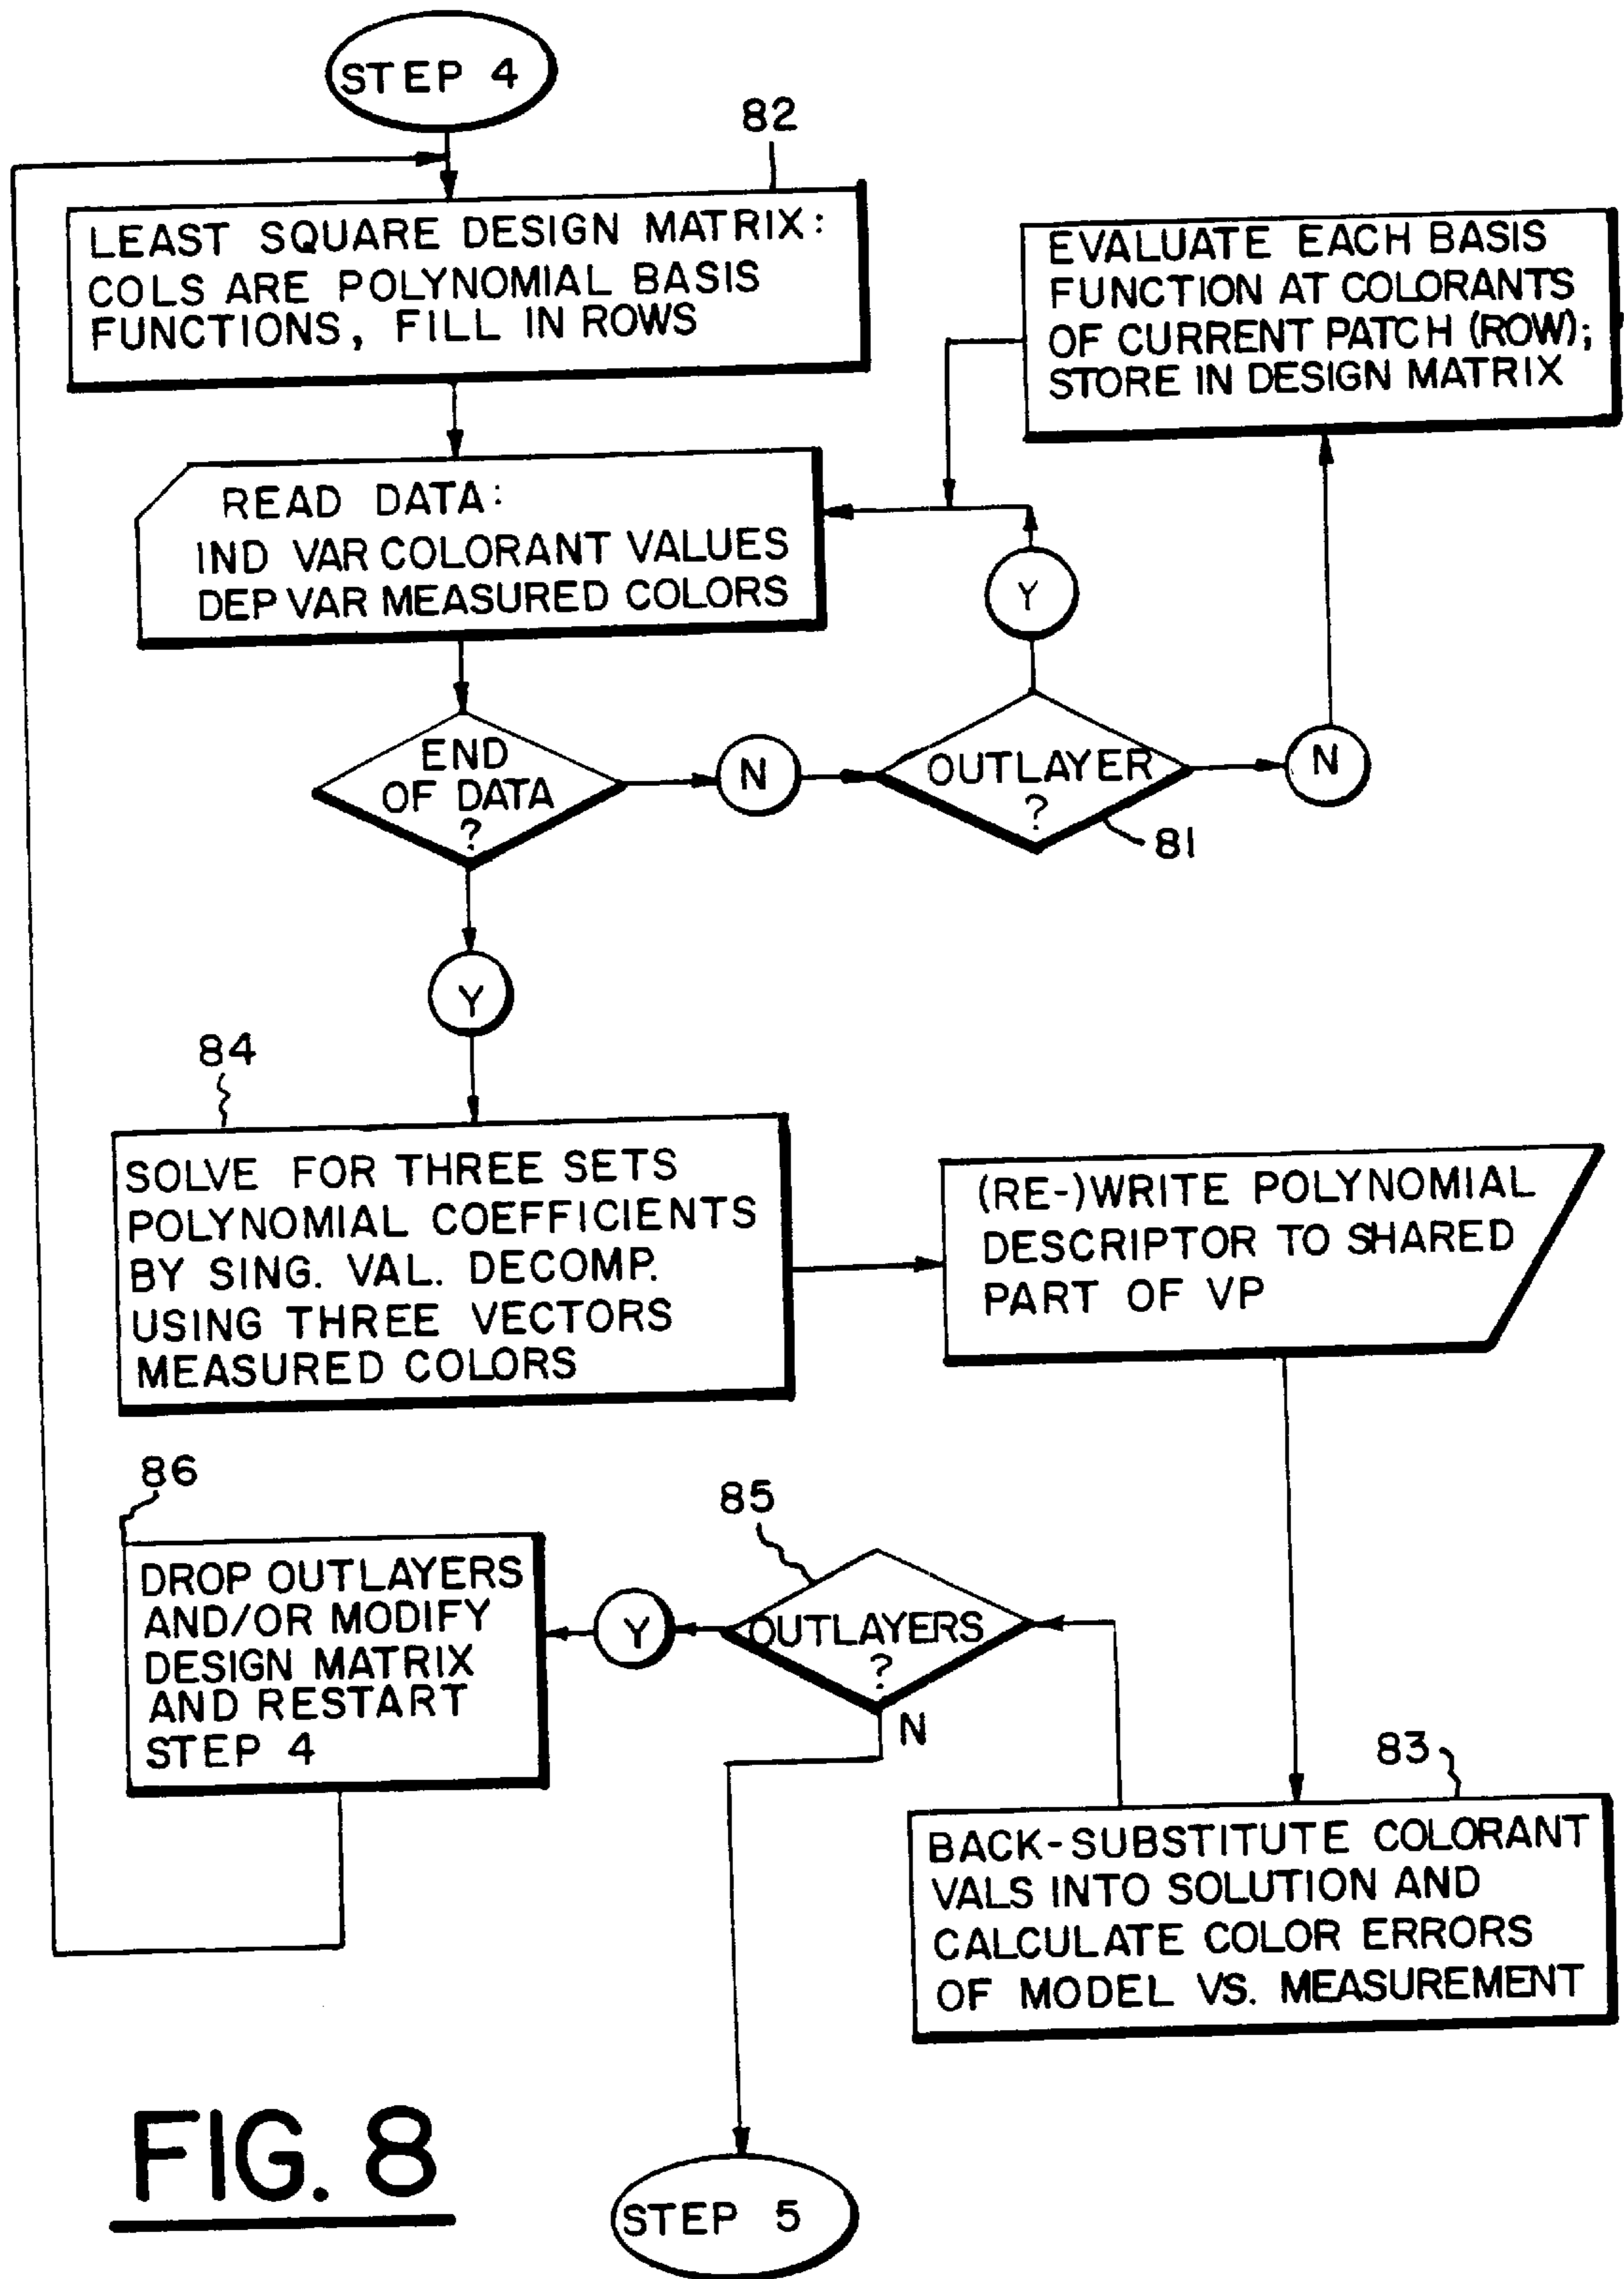 STEP 4
82
LEAST SQUARE DESIGN MATRIX:
COLS ARE POLYNOMIAL BASIS
FUNCTIONS, FILL IN ROWS
EVALUATE EACH BASIS
FUNCTION AT COLORANTS
OF CURRENT PATCH (ROW);
STORE IN DESIGN MATRIX
READ DATA:
IND VAR COLORANT VALUES
DEP VAR MEASURED COLORS
Y
END
OF DATA
?
N
OUTLAYER
?
N
81
Y
84
SOLVE FOR THREE SETS
POLYNOMIAL COEFFICIENTS
BY SING. VAL. DECOMP.
USING THREE VECTORS
MEASURED COLORS
(RE-)WRITE POLYNOMIAL
DESCRIPTOR TO SHARED
PART OF VP
86
DROP OUTLAYERS
AND/OR MODIFY
DESIGN MATRIX
AND RESTART
STEP 4
Y
85
OUTLAYERS
?
N
83
BACK-SUBSTITUTE COLORANT
VALS INTO SOLUTION AND
CALCULATE COLOR ERRORS
OF MODEL VS. MEASUREMENT
FIG. 8
STEP 5